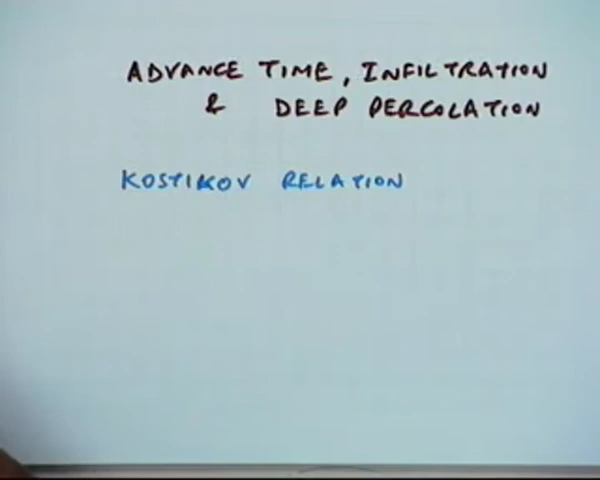 ADVANCE TIME, INFILTRATION
& DEEP PERCOLATION
KOSTIKOV RELATION